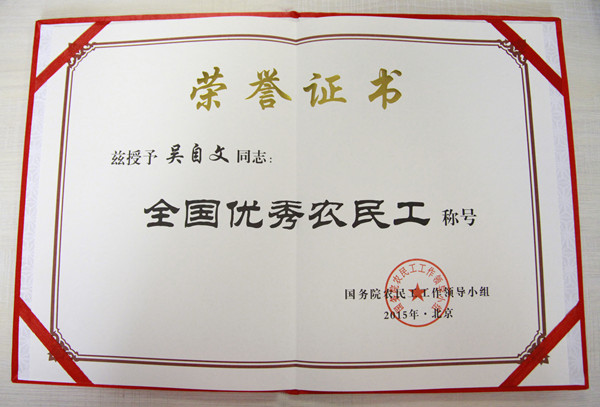 荣誉证书
兹授予 吴自文 同志：
全国优秀农民工 称号
国务院农民工工作领导小组
2015年·北京